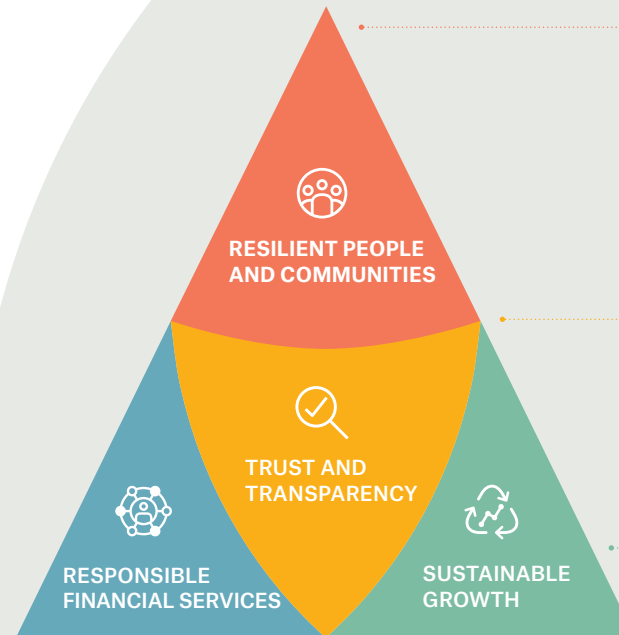 RESILIENT PEOPLE
AND COMMUNITIES
TRUST AND
TRANSPARENCY
RESPONSIBLE
FINANCIAL SERVICES
SUSTAINABLE
GROWTH